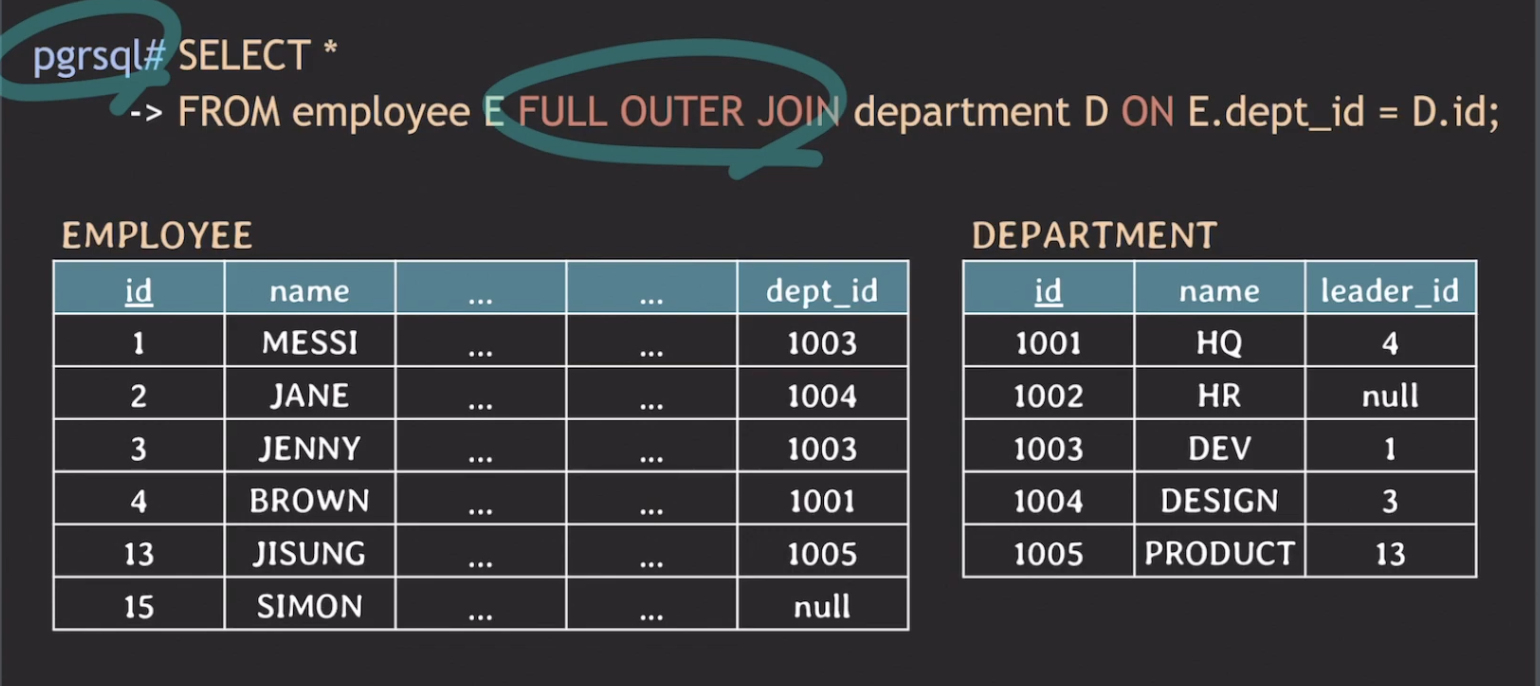 pgrsql# SELECT *
-> FROM employee E FULL OUTER JOIN department D ON E.dept_id = D.id;
EMPLOYEE
id name ... ... dept_id
1 MESSI ... ... 1003
2 JANE ... ... 1004
3 JENNY ... ... 1003
4 BROWN ... ... 1001
13 JISUNG ... ... 1005
15 SIMON ... ... null
DEPARTMENT
id name leader_id
1001 HQ 4
1002 HR null
1003 DEV 1
1004 DESIGN 3
1005 PRODUCT 13